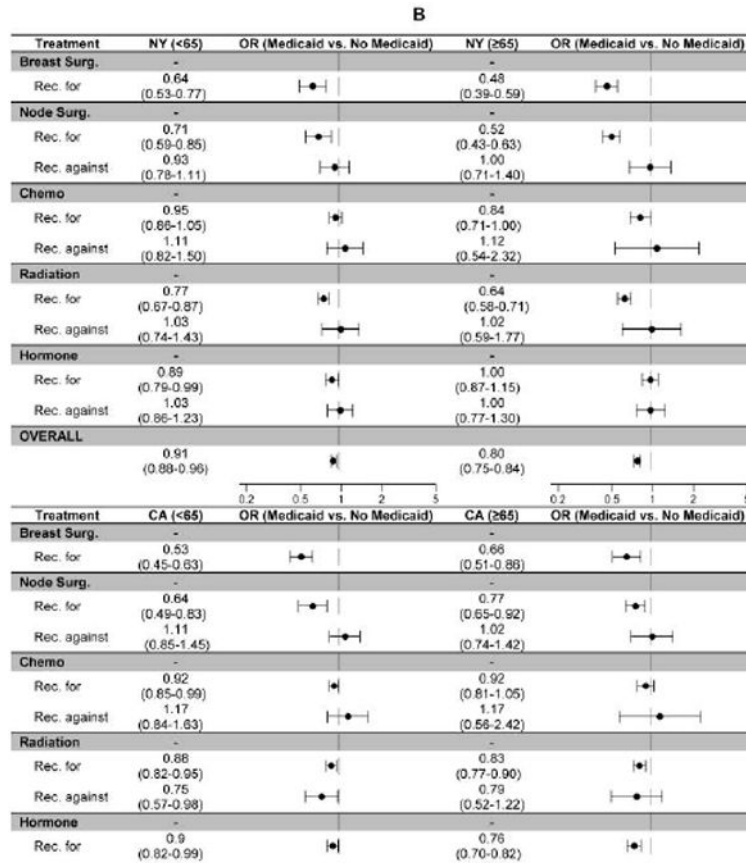 B
Treatment NY (<65) OR (Medicaid vs. No Medicaid) NY (≥65) OR (Medicaid vs. No Medicaid)
Breast Surg. - -
Rec. for 0.64 0.48
(0.53-0.77) (0.39-0.59)
Node Surg. - -
Rec. for 0.71 0.52
(0.59-0.85) (0.43-0.63)
Rec. against 0.93 1.00
(0.78-1.11) (0.71-1.40)
Chemo - -
Rec. for 0.95 0.84
(0.86-1.05) (0.71-1.00)
Rec. against 1.11 1.12
(0.82-1.50) (0.54-2.32)
Radiation - -
Rec. for 0.77 0.64
(0.67-0.87) (0.58-0.71)
Rec. against 1.03 1.02
(0.74-1.43) (0.59-1.77)
Hormone - -
Rec. for 0.89 1.00
(0.79-0.99) (0.87-1.15)
Rec. against 1.03 1.00
(0.86-1.23) (0.77-1.30)
OVERALL
0.91 0.80
(0.88-0.96) (0.75-0.84)
0.2 0.5 1 5 0.2 0.5 1 5
Treatment CA (<65) OR (Medicaid vs. No Medicaid) CA (≥65) OR (Medicaid vs. No Medicaid)
Breast Surg. - -
Rec. for 0.53 0.66
(0.45-0.63) (0.51-0.86)
Node Surg. - -
Rec. for 0.64 0.77
(0.49-0.83) (0.65-0.92)
Rec. against 1.11 1.02
(0.85-1.45) (0.74-1.42)
Chemo - -
Rec. for 0.92 0.92
(0.85-0.99) (0.81-1.05)
Rec. against 1.17 1.17
(0.84-1.63) (0.56-2.42)
Radiation - -
Rec. for 0.88 0.83
(0.82-0.95) (0.77-0.90)
Rec. against 0.75 0.79
(0.57-0.98) (0.52-1.22)
Hormone - -
Rec. for 0.9 0.76
(0.82-0.99) (0.70-0.82)